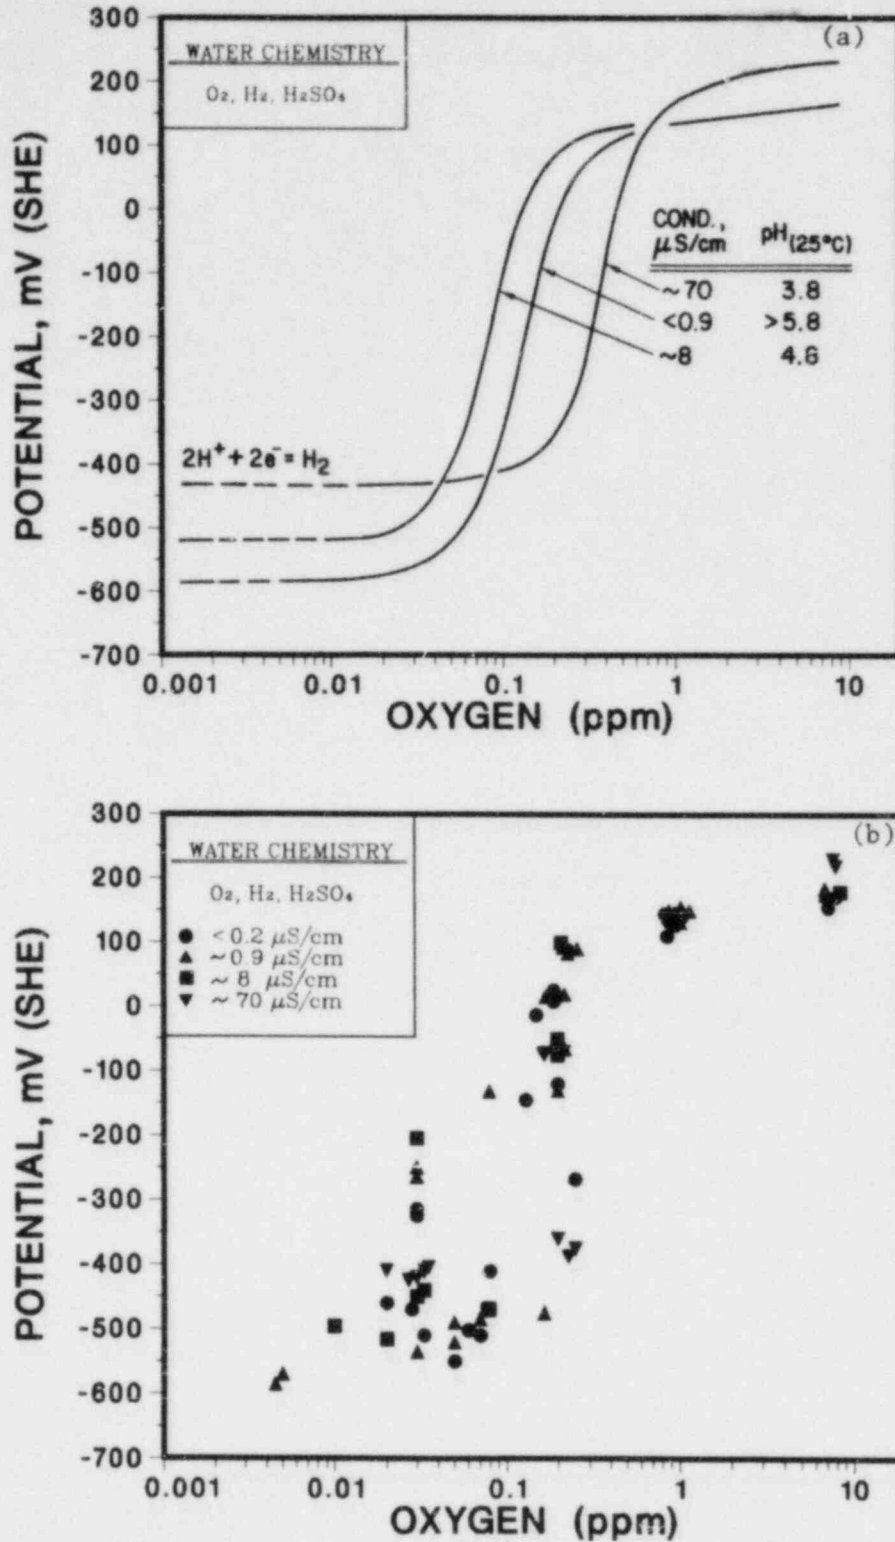 (a)
WATER CHEMISTRY
O₂, H₂, H₂SO₄
300
200
100
0
-100
-200
-300
-400
-500
-600
-700
POTENTIAL, mV (SHE)
COND., μS/cm pH(25°C)
~70 3.8
<0.9 >5.8
~8 4.6
2H⁺ + 2e⁻ = H₂
0.001 0.01 0.1 1 10
OXYGEN (ppm)
(b)
WATER CHEMISTRY
O₂, H₂, H₂SO₄
● <0.2 μS/cm
▲ ~0.9 μS/cm
■ ~8 μS/cm
▼ ~70 μS/cm
300
200
100
0
-100
-200
-300
-400
-500
-600
-700
POTENTIAL, mV (SHE)
0.001 0.01 0.1 1 10
OXYGEN (ppm)